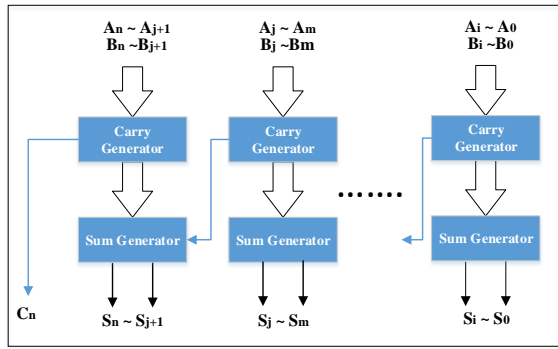 An ~ Aj+1
Bn ~Bj+1
Aj ~ Am
Bj ~Bm
Ai ~ A0
Bi ~ B0
Carry Generator
Carry Generator
Carry Generator
.......
Sum Generator
Sum Generator
Sum Generator
Cn
Sn ~ Sj+1
Sj ~ Sm
Si ~ S0